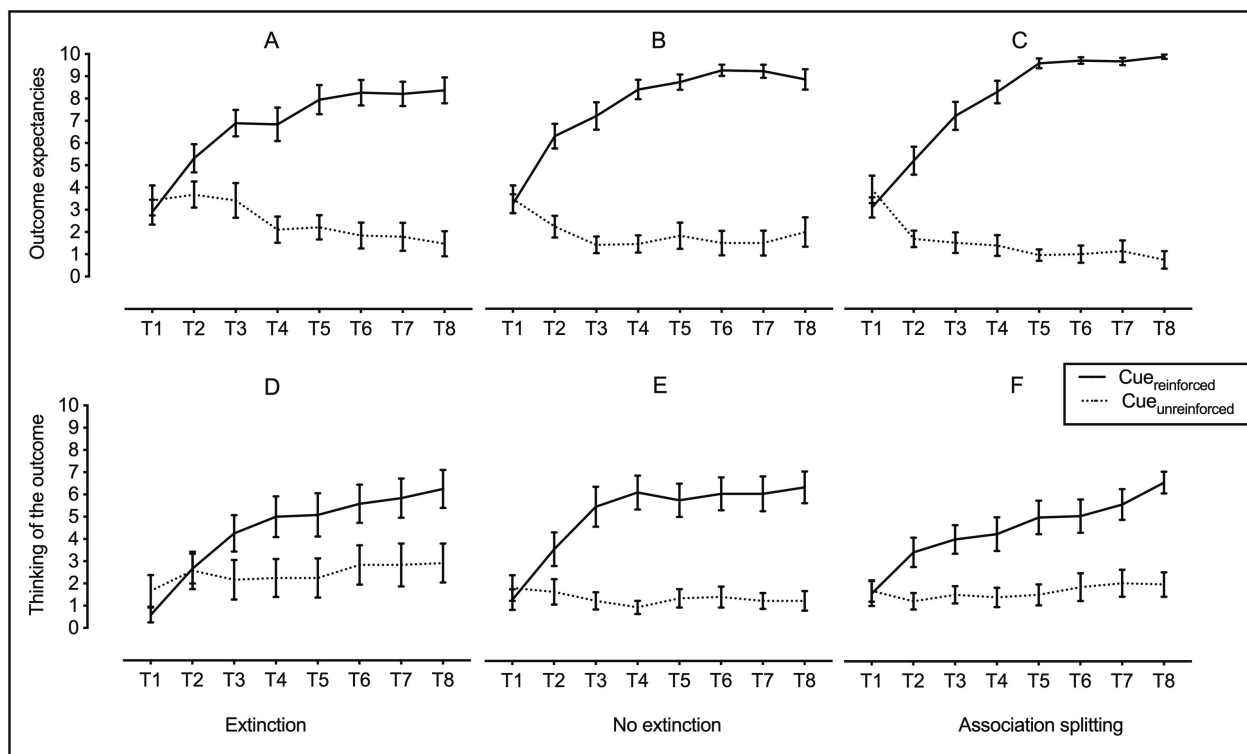 A B C
Outcome expectancies
10
9
8
7
6
5
4
3
2
1
0
T1 T2 T3 T4 T5 T6 T7 T8 T1 T2 T3 T4 T5 T6 T7 T8 T1 T2 T3 T4 T5 T6 T7 T8
Cue reinforced
Cue unreinforced
D E F
Thinking of the outcome
10
9
8
7
6
5
4
3
2
1
0
T1 T2 T3 T4 T5 T6 T7 T8 T1 T2 T3 T4 T5 T6 T7 T8 T1 T2 T3 T4 T5 T6 T7 T8
Extinction No extinction Association splitting